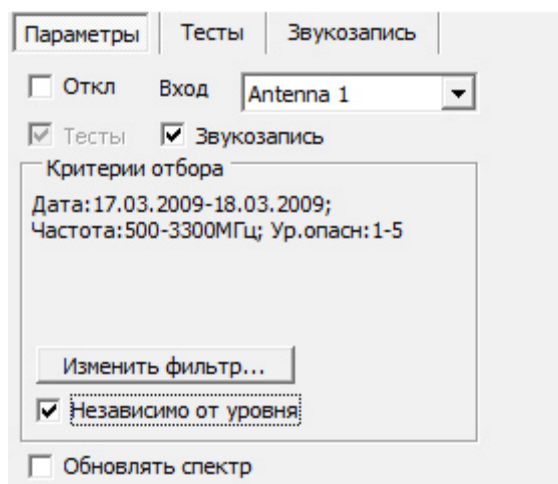 Параметры Тесты Звукозапись
Откл Вход Antenna 1
Тесты Звукозапись
Критерии отбора
Дата:17.03.2009-18.03.2009;
Частота:500-3300МГц; Ур.опасн:1-5
Изменить фильтр...
Независимо от уровня
Обновлять спектр